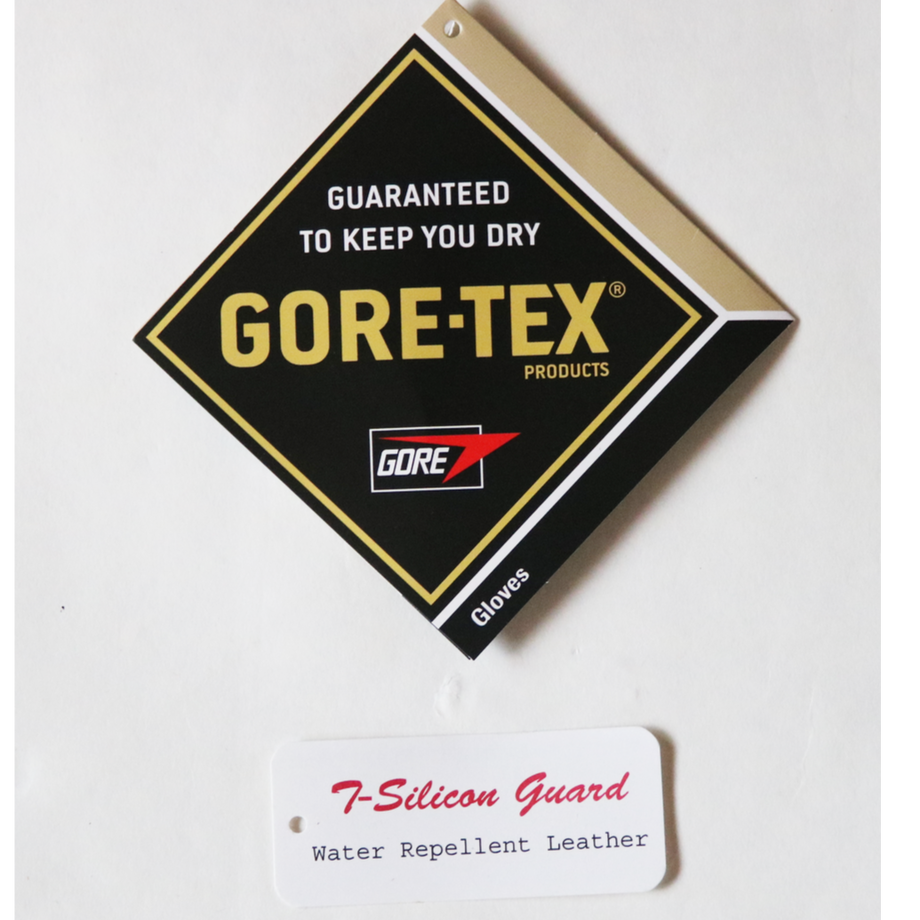 GUARANTEED
TO KEEP YOU DRY
GORE-TEX®
PRODUCTS
GORE
Gloves
T-Silicon Guard
Water Repellent Leather